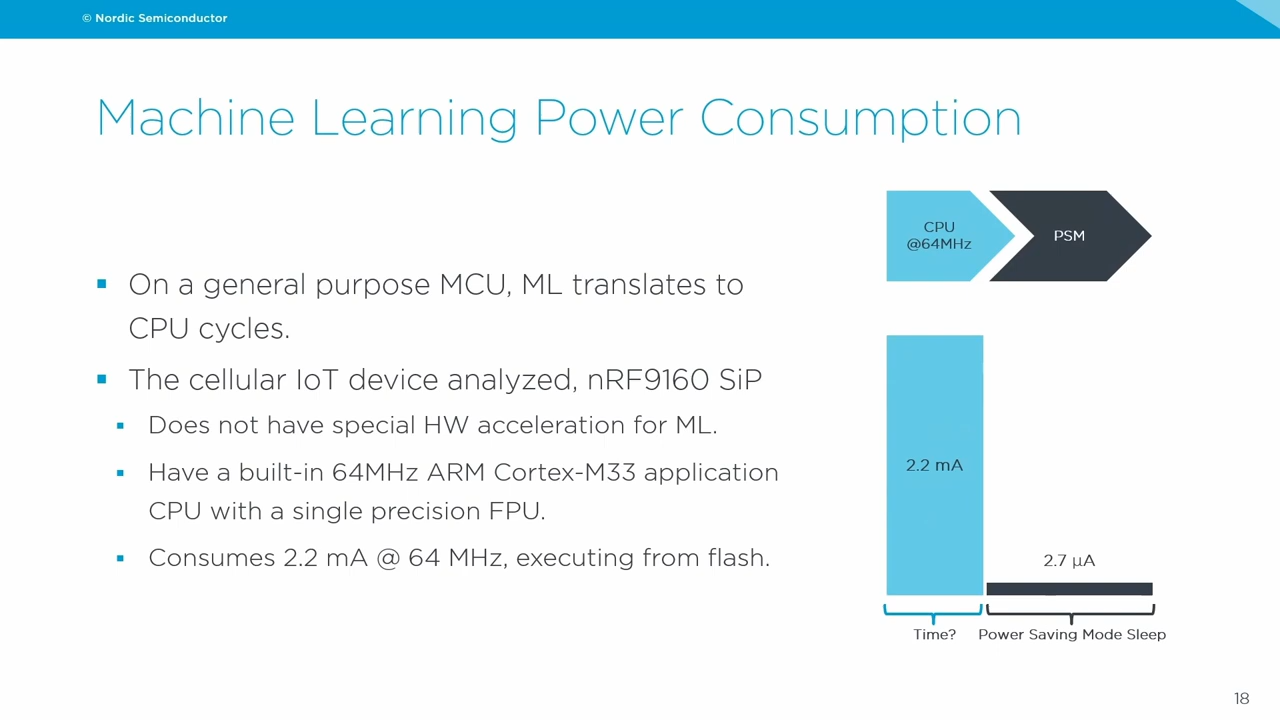 © Nordic Semiconductor
Machine Learning Power Consumption
On a general purpose MCU, ML translates to
CPU cycles.
The cellular IoT device analyzed, nRF9160 SiP
Does not have special HW acceleration for ML.
Have a built-in 64MHz ARM Cortex-M33 application
CPU with a single precision FPU.
Consumes 2.2 mA @ 64 MHz, executing from flash.
CPU
@64MHz
PSM
2.2 mA
2.7 µA
Time?
Power Saving Mode Sleep
18